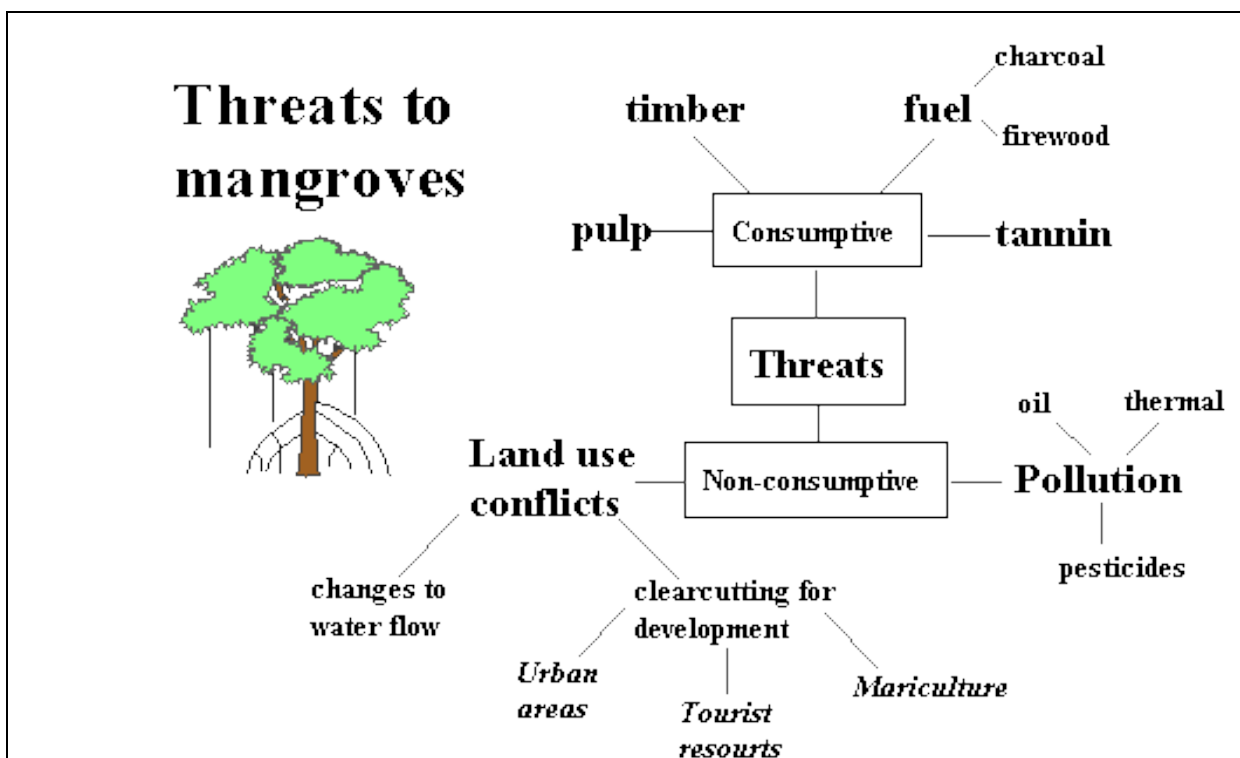 Threats to
mangroves
charcoal
timber
fuel
firewood
pulp
Consumptive
tannin
Threats
oil
thermal
Land use
conflicts
Non-consumptive
Pollution
pesticides
changes to
water flow
clearcutting for
development
Urban
areas
Tourist
resourts
Mariculture